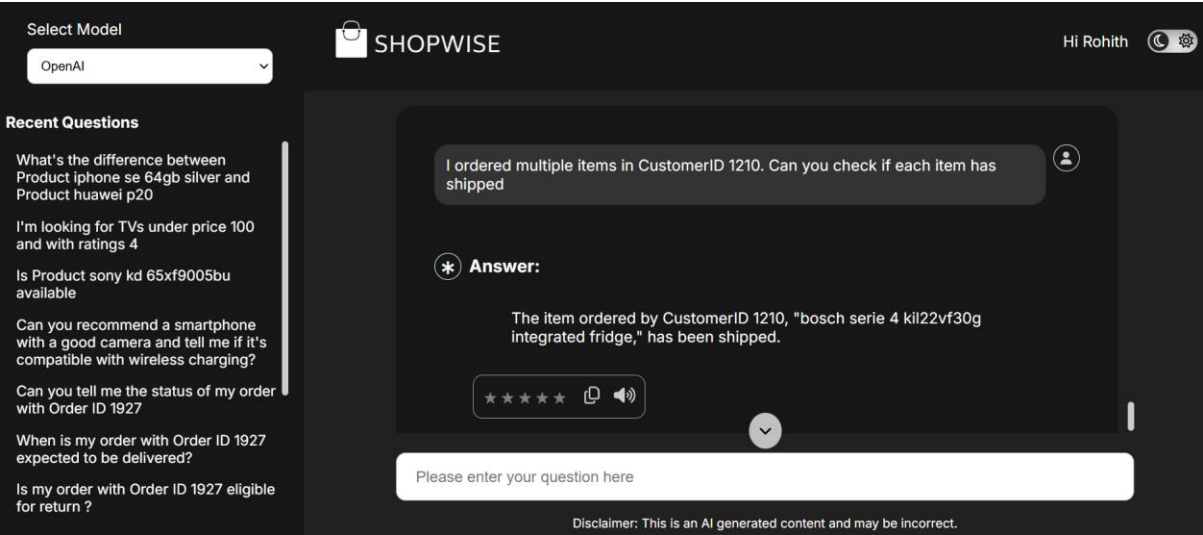 Select Model
OpenAI
Recent Questions
What's the difference between
Product iphone se 64gb silver and
Product huawei p20
I'm looking for TVs under price 100
and with ratings 4
Is Product sony kd 65xf9005bu
available
Can you recommend a smartphone
with a good camera and tell me if it's
compatible with wireless charging?
Can you tell me the status of my order
with Order ID 1927
When is my order with Order ID 1927
expected to be delivered?
Is my order with Order ID 1927 eligible
for return ?
SHOPWISE
Hi Rohith
I ordered multiple items in CustomerID 1210. Can you check if each item has
shipped
Answer:
The item ordered by CustomerID 1210, "bosch serie 4 kil22vf30g
integrated fridge," has been shipped.
Please enter your question here
Disclaimer: This is an AI generated content and may be incorrect.